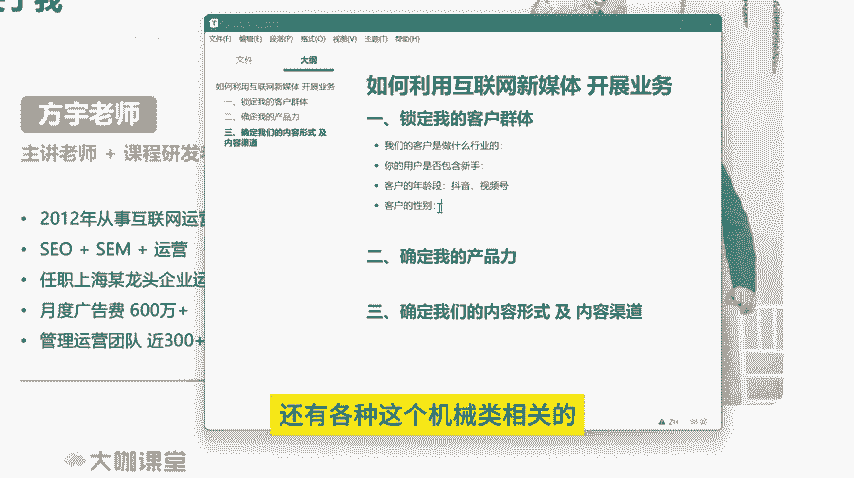 于我
方宇老师
主讲老师 + 课程研发
2012年从事互联网运营
SEO + SEM + 运营
任职上海某龙头企业运
月度广告费 600万+
管理运营团队 近300+
文件(F) 编辑(E) 段落(P) 格式(O) 视图(V) 主题(T) 帮助(H)
文件 大纲
如何利用互联网新媒体 开展业务
一、锁定我的客户群体
二、确定我的产品力
三、确定我们的内容形式 及
内容渠道
如何利用互联网新媒体 开展业务
一、锁定我的客户群体
我们的客户是做什么行业的:
你的用户是否包含新手:
客户的年龄段：抖音、视频号
客户的性别:
二、确定我的产品力
三、确定我们的内容形式 及 内容渠道
还有各种这个机械类相关的
大咖课堂